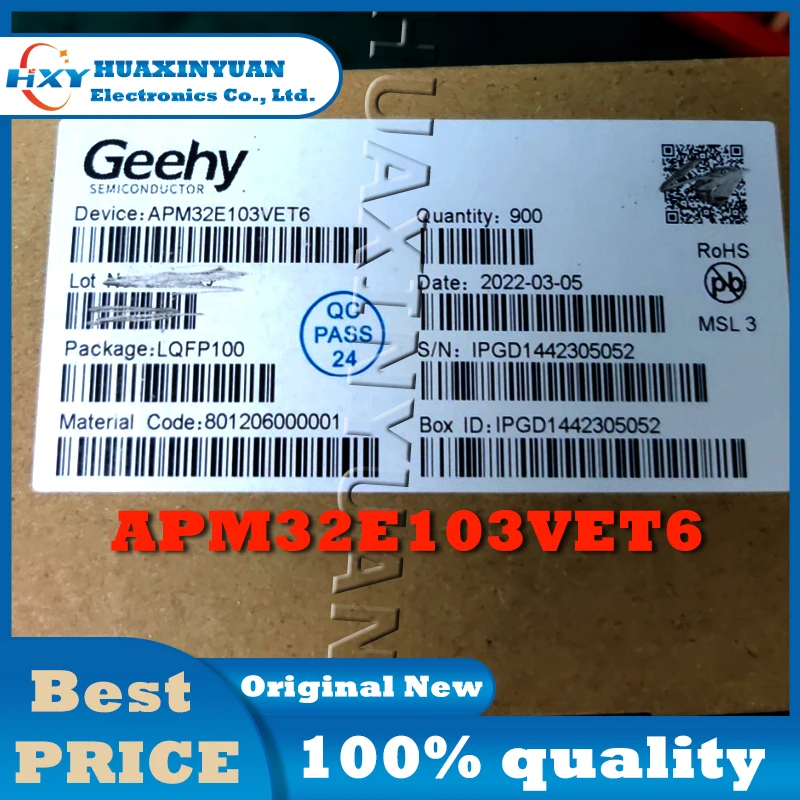 HXY
HUAXINYUAN
Electronics Co., Ltd.
Geehy
SEMICONDUCTOR
Device:APM32E103VET6
Quantity: 900
RoHS
Lot
Date: 2022-03-05
Pb
MSL 3
QC
PASS
24
Package:LQFP100
S/N: IPGD1442305052
Material Code:801206000001
Box ID:IPGD1442305052
HUAXINYUAN
APM32E103VET6
Best
PRICE
Original New
100% quality